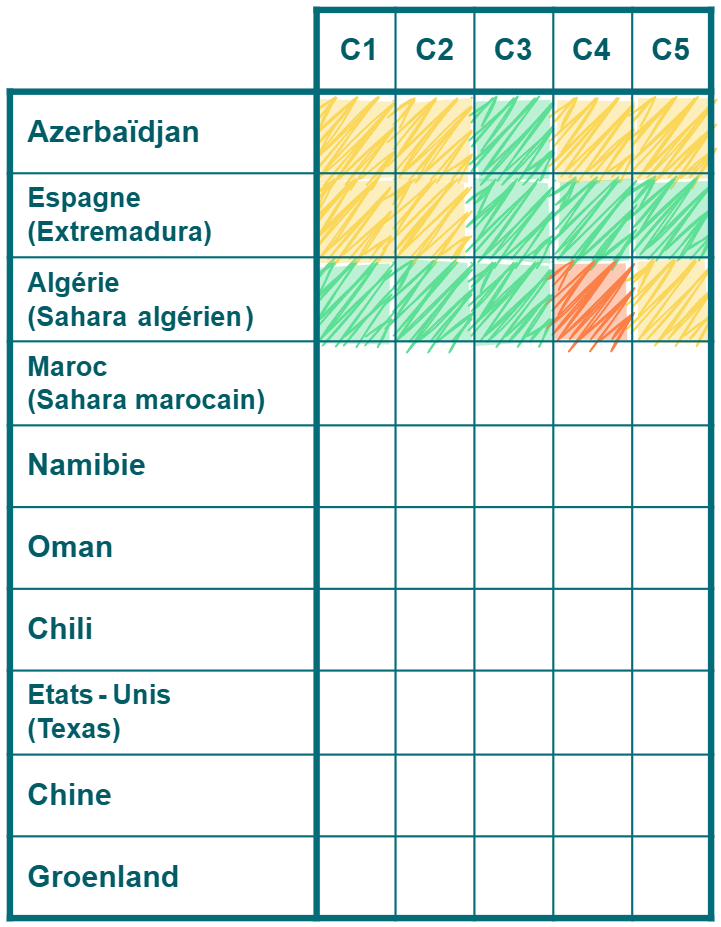 C1 C2 C3 C4 C5
Azerbaïdjan
Espagne
(Extremadura)
Algérie
(Sahara algérien)
Maroc
(Sahara marocain)
Namibie
Oman
Chili
Etats-Unis
(Texas)
Chine
Groenland